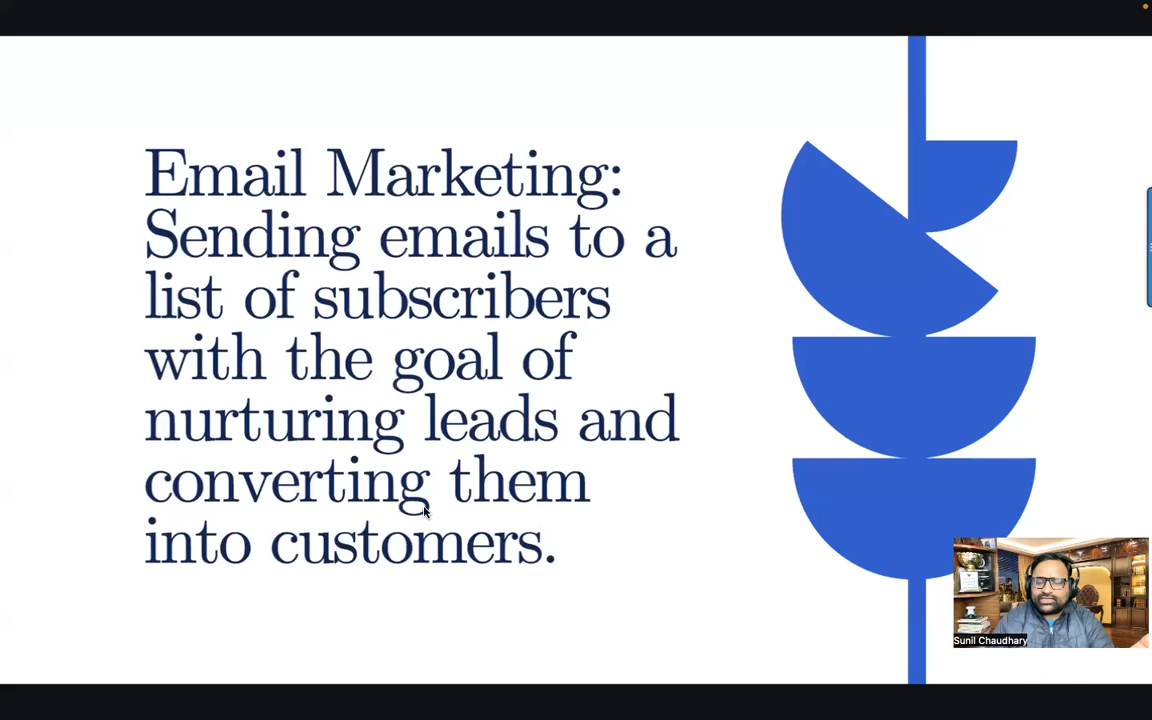 Email Marketing:
Sending emails to a
list of subscribers
with the goal of
nurturing leads and
converting them
into customers.
Sunil Chaudhary